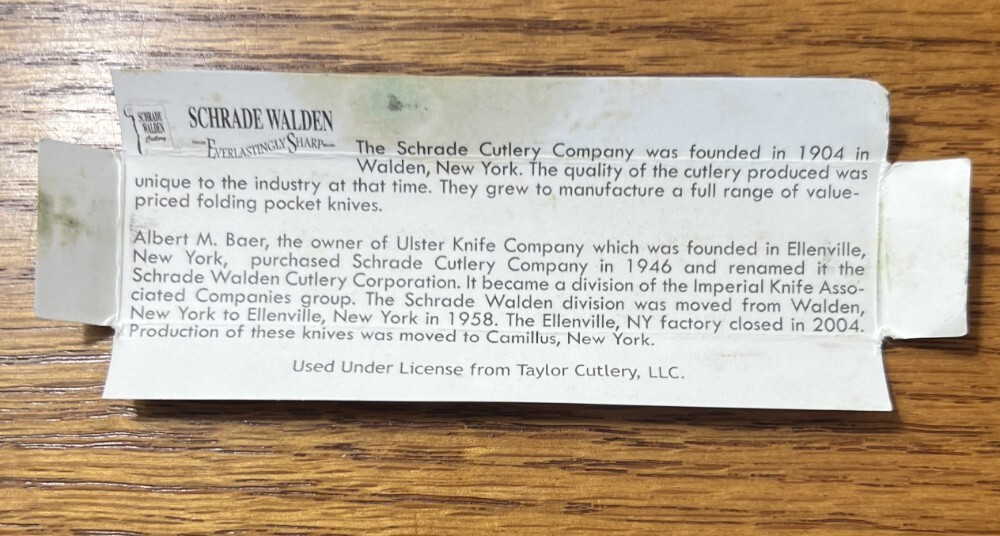 SCHRADE
WALDEN
Cutlery
SCHRADE WALDEN
EVERLASTINGLY SHARP
The Schrade Cutlery Company was founded in 1904 in
Walden, New York. The quality of the cutlery produced was
unique to the industry at that time. They grew to manufacture a full range of value-
priced folding pocket knives.
Albert M. Baer, the owner of Ulster Knife Company which was founded in Ellenville,
New York, purchased Schrade Cutlery Company in 1946 and renamed it the
Schrade Walden Cutlery Corporation. It became a division of the Imperial Knife Asso-
ciated Companies group. The Schrade Walden division was moved from Walden,
New York to Ellenville, New York in 1958. The Ellenville, NY factory closed in 2004.
Production of these knives was moved to Camillus, New York.
Used Under License from Taylor Cutlery, LLC.